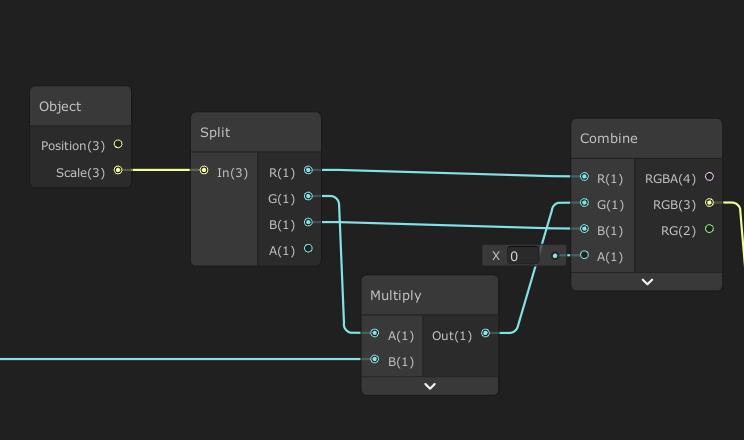 Object
Position(3)
Scale(3)
Split
In(3)
R(1)
G(1)
B(1)
A(1)
Multiply
A(1)
B(1)
Out(1)
X 0
Combine
R(1)
G(1)
B(1)
A(1)
RGBA(4)
RGB(3)
RG(2)